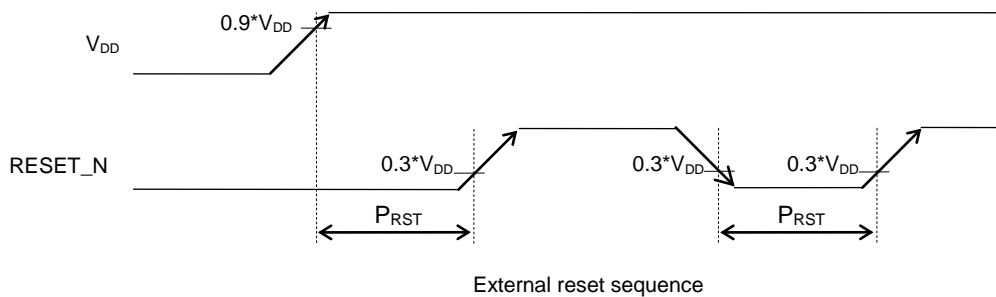 0.9*VDD
VDD
RESET_N
0.3*VDD
0.3*VDD
0.3*VDD
PRST
PRST
External reset sequence